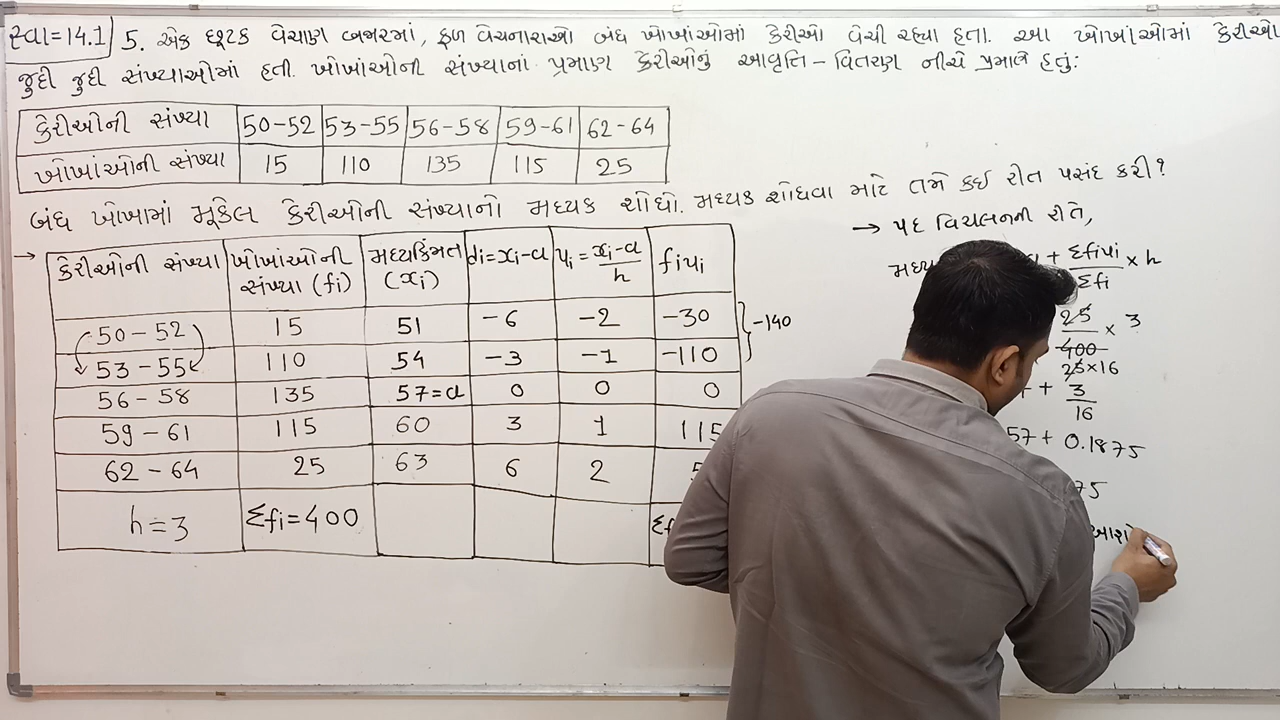 સ્વા=14.1 5. એક છૂટક વેચાણ બજારમાં, ફળ વેચનારાઓ બંધ ખોખાંઓમાં કેરીઓ વેચી રહ્યા હતા. આ ખોખાંઓમાં કેરીઓ
જુદી જુદી સંખ્યાઓમાં હતી. ખોખાંઓની સંખ્યાનાં પ્રમાણે કેરીઓનું આવૃત્તિ-વિતરણ નીચે પ્રમાણે હતું:
કેરીઓની સંખ્યા 50-52 53-55 56-58 59-61 62-64
ખોખાંઓની સંખ્યા 15 110 135 115 25
બંધ ખોખામાં મૂકેલ કેરીઓની સંખ્યાનો મધ્યક શોધો. મધ્યક શોધવા માટે તમે કઈ રીત પસંદ કરી?
→ કેરીઓની સંખ્યા ખોખાંઓની સંખ્યા (fi) મધ્યકિંમત (xi) di=xi-a ui=xi-a/h fiui
50-52 15 51 -6 -2 -30
53-55 110 54 -3 -1 -110
-140
56-58 135 57=a 0 0 0
59-61 115 60 3 1 115
62-64 25 63 6 2
h=3 Σfi=400
→ પદ વિચલનની રીતે,
+ Σfiui/Σfi × h
25/400 × 3
25×16
+ 3/16
57 + 0.1875
75